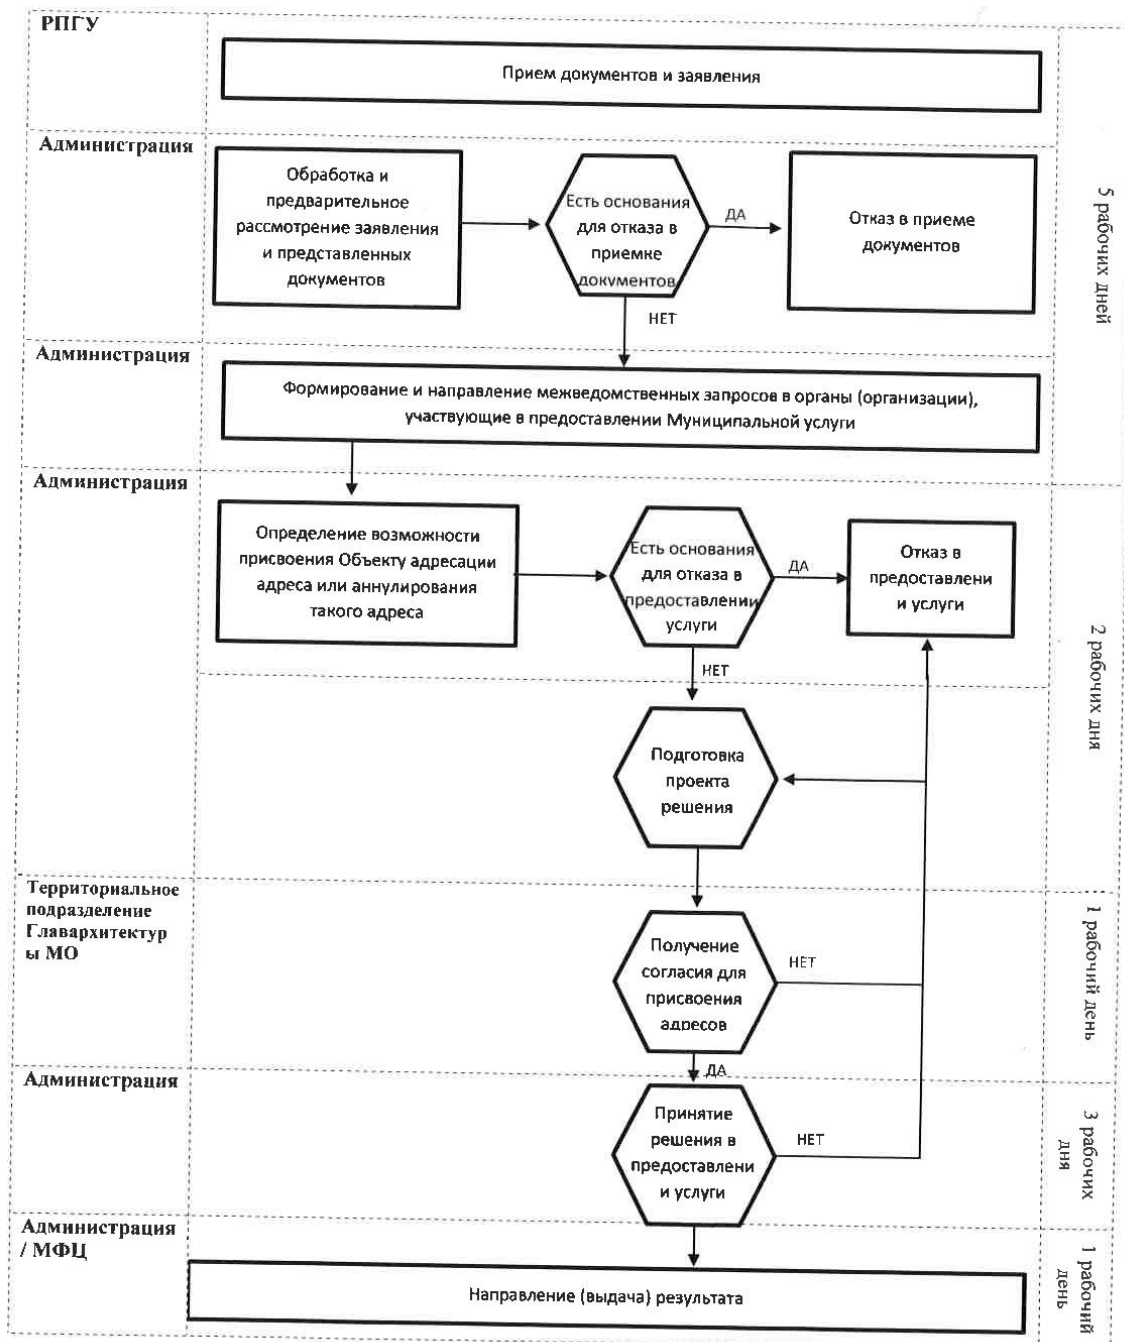 РПГУ
Прием документов и заявления
Администрация
Обработка и
предварительное
рассмотрение заявления
и представленных
документов
Есть основания
для отказа в
приемке
документов
ДА
Отказ в приеме
документов
НЕТ
5 рабочих дней
Администрация
Формирование и направление межведомственных запросов в органы (организации),
участвующие в предоставлении Муниципальной услуги
Администрация
Определение возможности
присвоения Объекту адресации
адреса или аннулирования
такого адреса
Есть основания
для отказа в
предоставлении
услуги
ДА
Отказ в
предоставлени
и услуги
НЕТ
2 рабочих дня
Подготовка
проекта
решения
Территориальное
подразделение
Главархитектур
ы МО
Получение
согласия для
присвоения
адресов
НЕТ
1 рабочий день
ДА
Администрация
Принятие
решения в
предоставлени
и услуги
НЕТ
3 рабочих
дня
Администрация
/ МФЦ
Направление (выдача) результата
1 рабочий
день